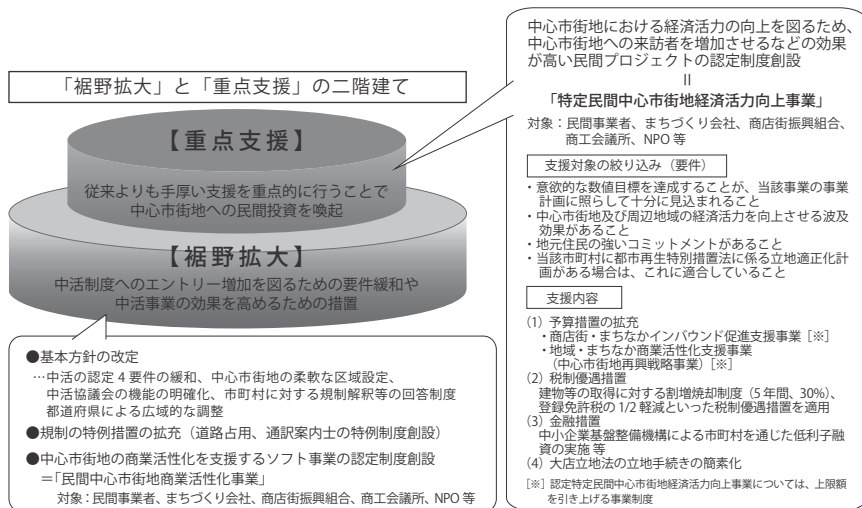 「裾野拡大」と「重点支援」の二階建て
【重点支援】
従来よりも手厚い支援を重点的に行うことで
中心市街地への民間投資を喚起
【裾野拡大】
中活制度へのエントリー増加を図るための要件緩和や
中活事業の効果を高めるための措置
●基本方針の改定
…中活の認定4要件の緩和、中心市街地の柔軟な区域設定、
中活協議会の機能の明確化、市町村に対する規制解釈等の回答制度
都道府県による広域的な調整
●規制の特例措置の拡充（道路占用、通訳案内士の特例制度創設）
●中心市街地の商業活性化を支援するソフト事業の認定制度創設
＝「民間中心市街地商業活性化事業」
対象：民間事業者、まちづくり会社、商店街振興組合、商工会議所、NPO 等
中心市街地における経済活力の向上を図るため、
中心市街地への来訪者を増加させるなどの効果
が高い民間プロジェクトの認定制度創設
＝
「特定民間中心市街地経済活力向上事業」
対象：民間事業者、まちづくり会社、商店街振興組合、
商工会議所、NPO 等
支援対象の絞り込み（要件）
・意欲的な数値目標を達成することが、当該事業の事業
計画に照らして十分に見込まれること
・中心市街地及び周辺地域の経済活力を向上させる波及
効果があること
・地元住民の強いコミットメントがあること
・当該市町村に都市再生特別措置法に係る立地適正化計
画がある場合は、これに適合していること
支援内容
(1) 予算措置の拡充
・商店街・まちなかインバウンド促進支援事業［※］
・地域・まちなか商業活性化支援事業
（中心市街地再興戦略事業）［※］
(2) 税制優遇措置
建物等の取得に対する割増焼却制度（5年間、30%）、
登録免許税の1/2軽減といった税制優遇措置を適用
(3) 金融措置
中小企業基盤整備機構による市町村を通じた低利子融
資の実施 等
(4) 大店立地法の立地手続きの簡素化
［※］認定特定民間中心市街地経済活力向上事業については、上限額
を引き上げる事業制度